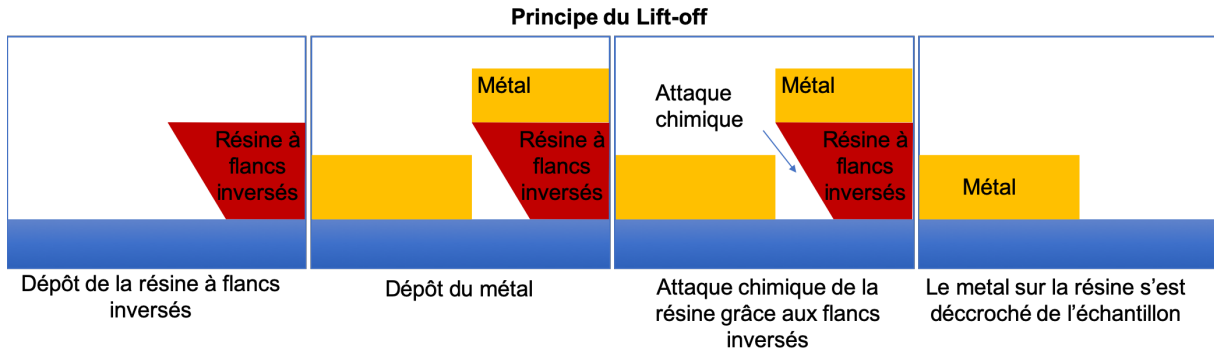 Principe du Lift-off
Résine à
flancs
inversés
Métal
Résine à
flancs
inversés
Attaque
chimique
Métal
Résine à
flancs
inversés
Métal
Dépôt de la résine à flancs
inversés
Dépôt du métal
Attaque chimique de la
résine grâce aux flancs
inversés
Le metal sur la résine s’est
déccroché de l’échantillon